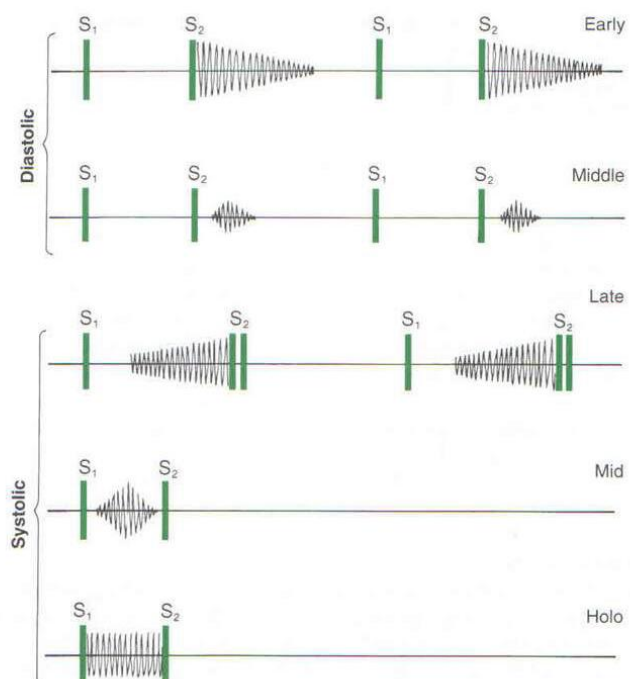 Early
S₁ S₂ S₁ S₂
Diastolic
Middle
S₁ S₂ S₁ S₂
Late
S₁ S₂ S₁ S₂
Systolic
Mid
S₁ S₂
Holo
S₁ S₂